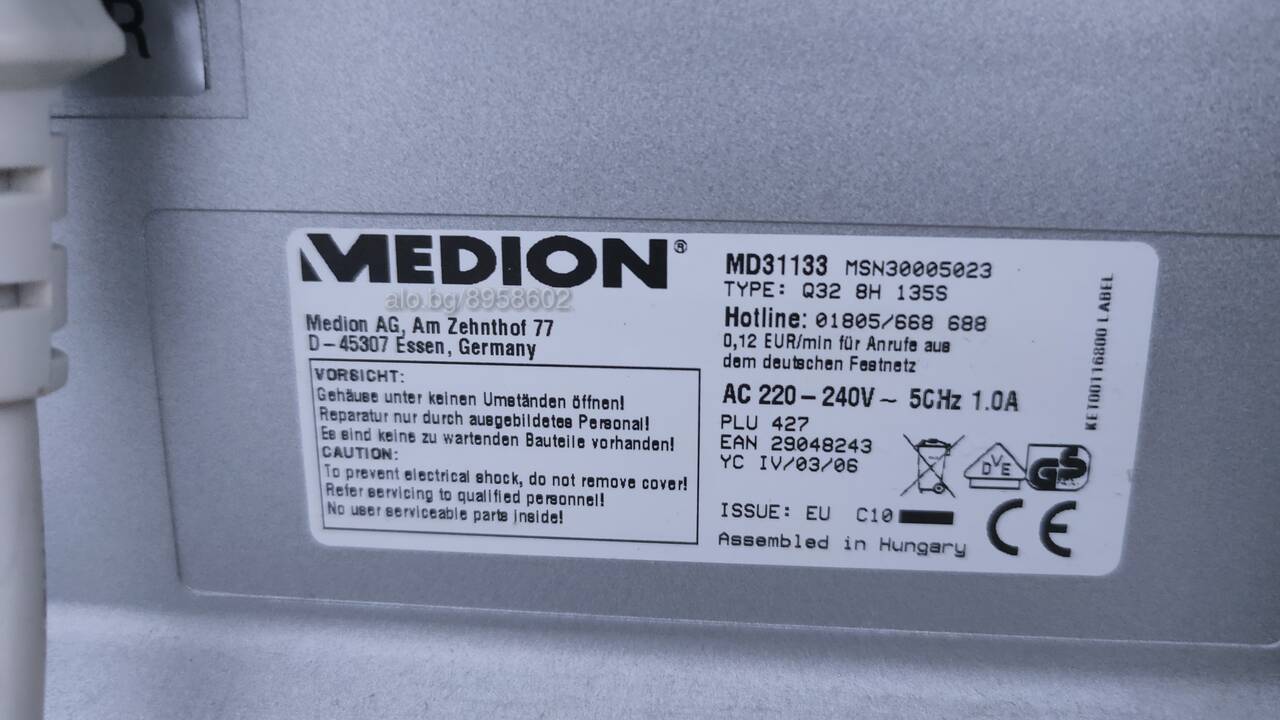 R
MEDION®
alo.bg/8958602
Medion AG, Am Zehnthof 77
D-45307 Essen, Germany
VORSICHT:
Gehäuse unter keinen Umständen öffnen!
Reparatur nur durch ausgebildetes Personal!
Es sind keine zu wartenden Bauteile vorhanden!
CAUTION:
To prevent electrical shock, do not remove cover!
Refer servicing to qualified personnel!
No user serviceable parts inside!
MD31133 MSN30005023
TYPE: Q32 8H 135S
Hotline: 01805/668 688
0,12 EUR/min für Anrufe aus
dem deutschen Festnetz
AC 220-240V~ 50Hz 1.0A
PLU 427
EAN 29048243
YC IV/03/06
DVE GS
ISSUE: EU C10
CE
Assembled in Hungary
KET00116800 LABEL